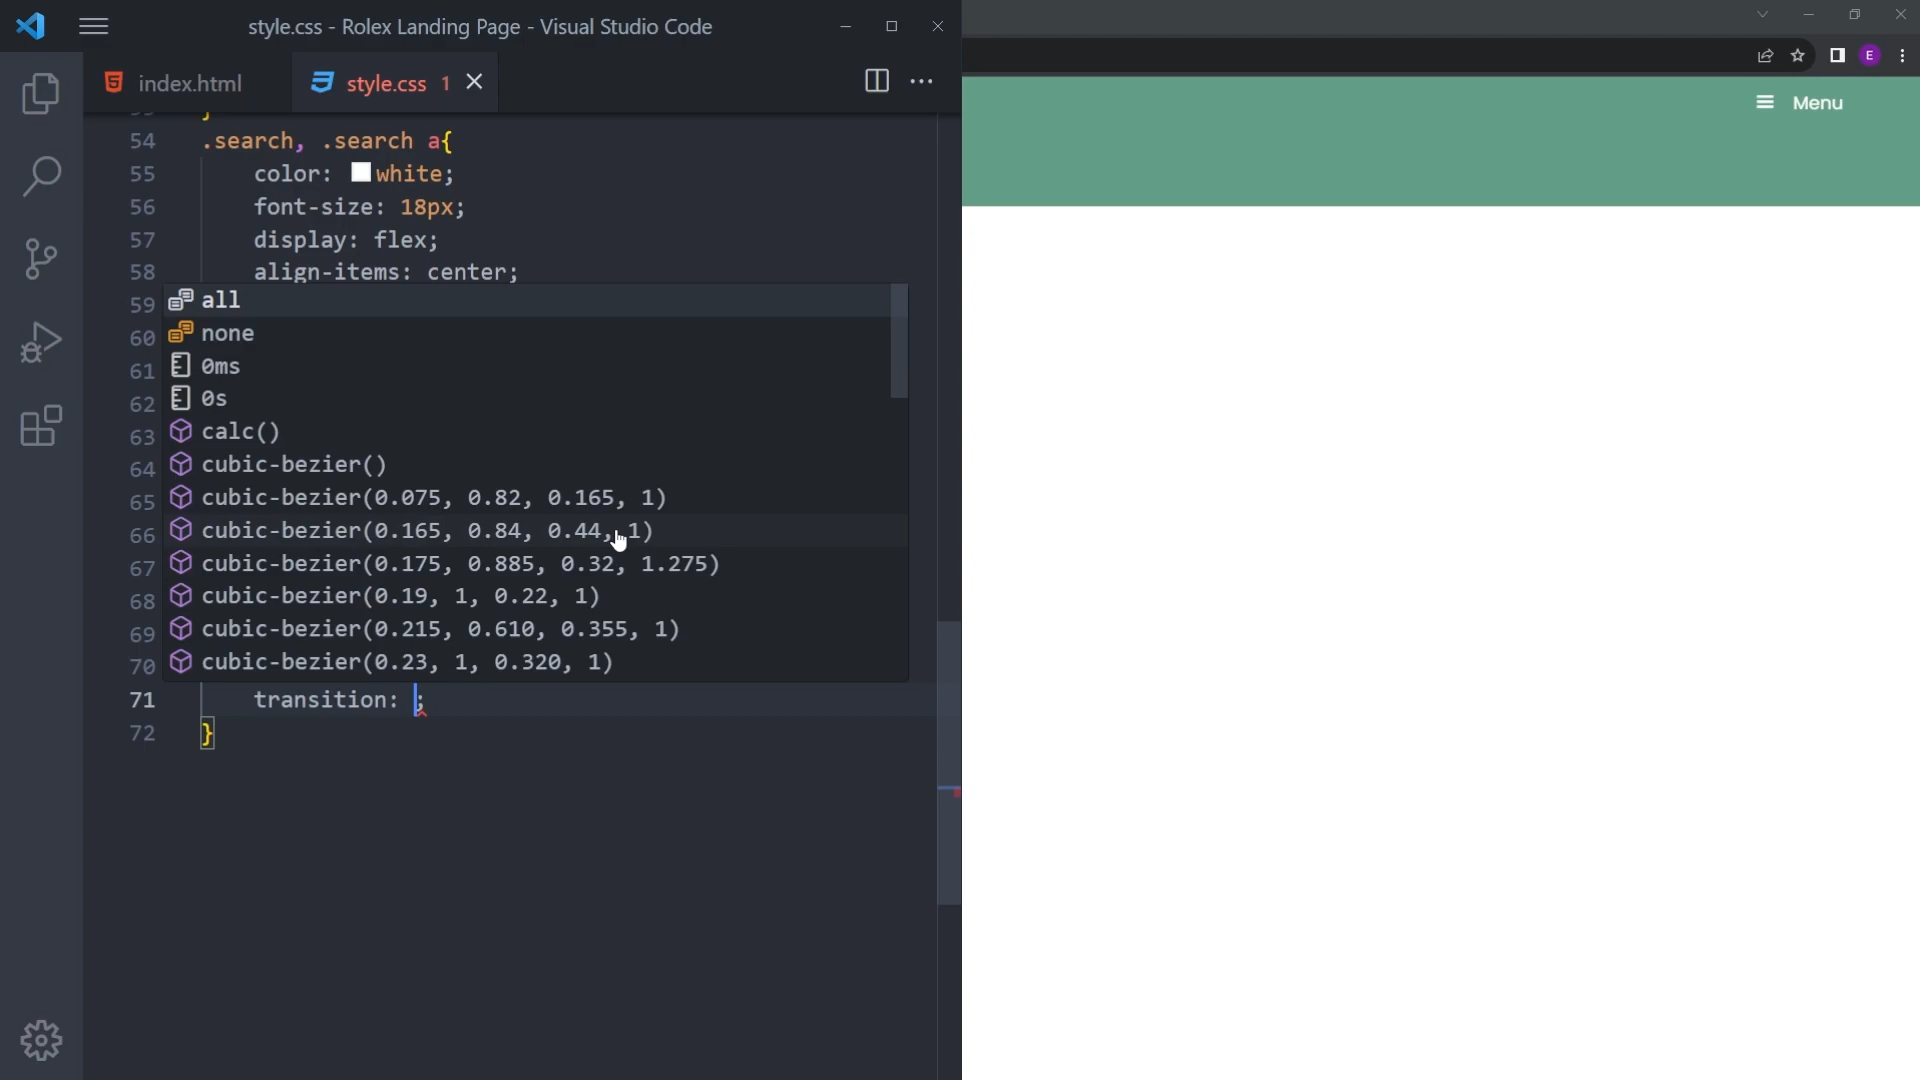 style.css - Rolex Landing Page - Visual Studio Code
index.html
style.css 1
E
Menu
54 .search, .search a{
55 color: white;
56 font-size: 18px;
57 display: flex;
58 align-items: center;
59 all
60 none
61 0ms
62 0s
63 calc()
64 cubic-bezier()
65 cubic-bezier(0.075, 0.82, 0.165, 1)
66 cubic-bezier(0.165, 0.84, 0.44, 1)
67 cubic-bezier(0.175, 0.885, 0.32, 1.275)
68 cubic-bezier(0.19, 1, 0.22, 1)
69 cubic-bezier(0.215, 0.610, 0.355, 1)
70 cubic-bezier(0.23, 1, 0.320, 1)
71 transition: ;
72 }